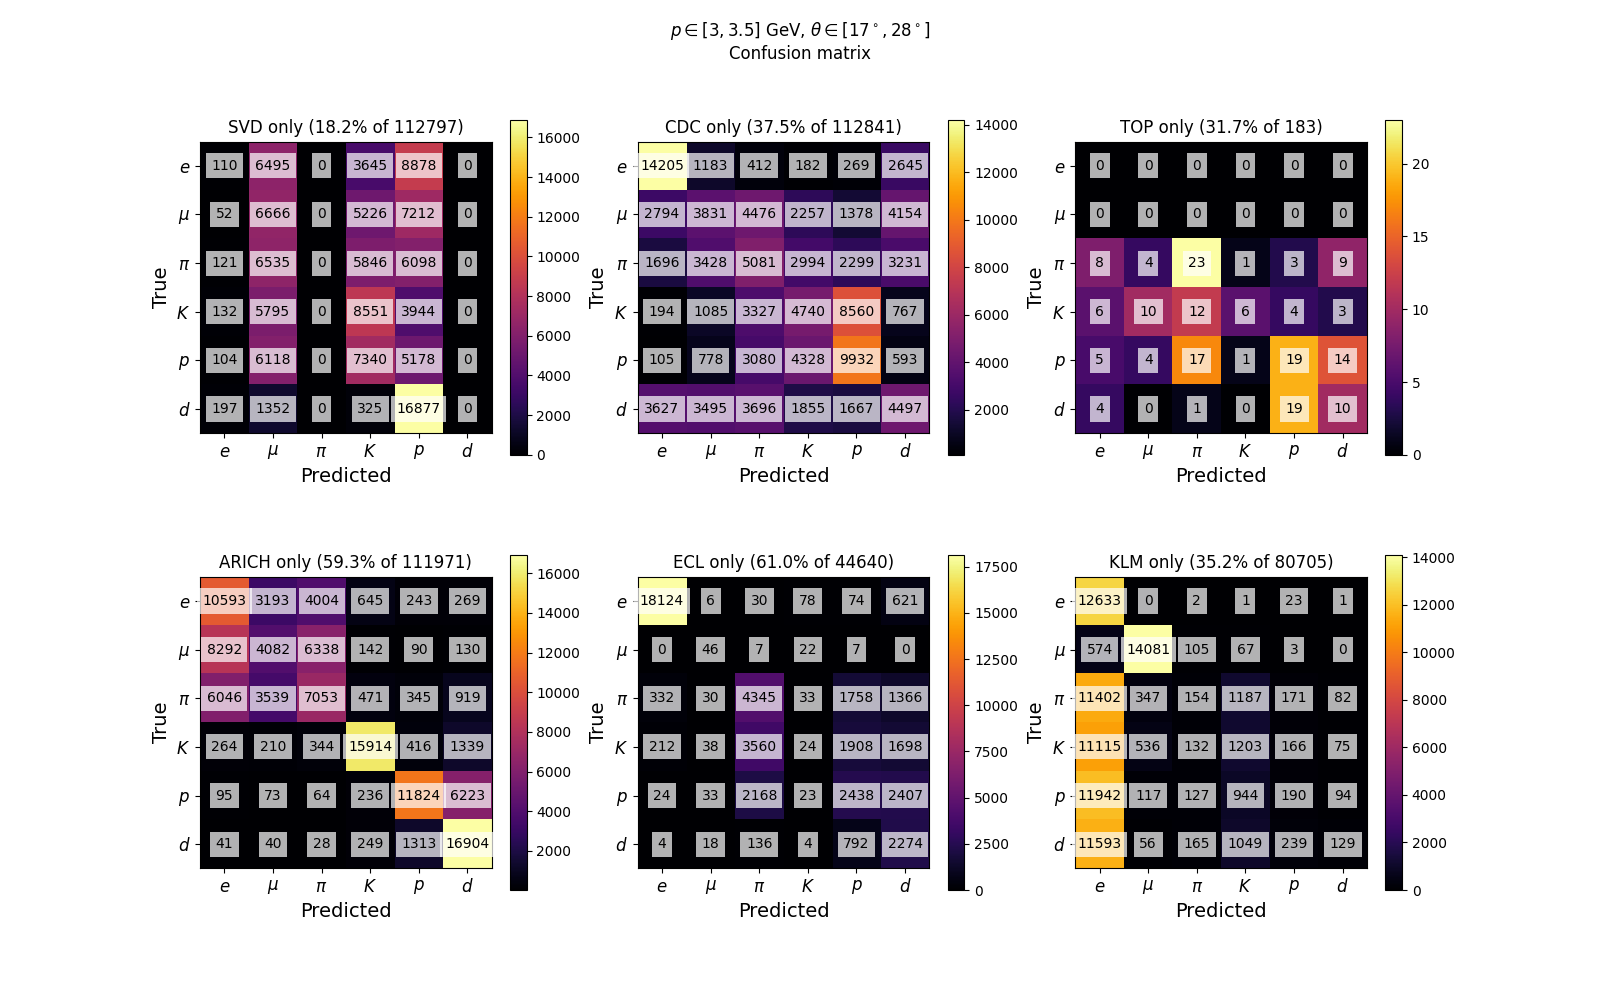 p ∈ [3, 3.5] GeV, θ ∈ [17°, 28°]
Confusion matrix
SVD only (18.2% of 112797)
True
e 110 6495 0 3645 8878 0
μ 52 6666 0 5226 7212 0
π 121 6535 0 5846 6098 0
K 132 5795 0 8551 3944 0
p 104 6118 0 7340 5178 0
d 197 1352 0 325 16877 0
e μ π K p d
Predicted
16000
14000
12000
10000
8000
6000
4000
2000
0
CDC only (37.5% of 112841)
True
e 14205 1183 412 182 269 2645
μ 2794 3831 4476 2257 1378 4154
π 1696 3428 5081 2994 2299 3231
K 194 1085 3327 4740 8560 767
p 105 778 3080 4328 9932 593
d 3627 3495 3696 1855 1667 4497
e μ π K p d
Predicted
14000
12000
10000
8000
6000
4000
2000
TOP only (31.7% of 183)
True
e 0 0 0 0 0 0
μ 0 0 0 0 0 0
π 8 4 23 1 3 9
K 6 10 12 6 4 3
p 5 4 17 1 19 14
d 4 0 1 0 19 10
e μ π K p d
Predicted
20
15
10
5
0
ARICH only (59.3% of 111971)
True
e 10593 3193 4004 645 243 269
μ 8292 4082 6338 142 90 130
π 6046 3539 7053 471 345 919
K 264 210 344 15914 416 1339
p 95 73 64 236 11824 6223
d 41 40 28 249 1313 16904
e μ π K p d
Predicted
16000
14000
12000
10000
8000
6000
4000
2000
ECL only (61.0% of 44640)
True
e 18124 6 30 78 74 621
μ 0 46 7 22 7 0
π 332 30 4345 33 1758 1366
K 212 38 3560 24 1908 1698
p 24 33 2168 23 2438 2407
d 4 18 136 4 792 2274
e μ π K p d
Predicted
17500
15000
12500
10000
7500
5000
2500
0
KLM only (35.2% of 80705)
True
e 12633 0 2 1 23 1
μ 574 14081 105 67 3 0
π 11402 347 154 1187 171 82
K 11115 536 132 1203 166 75
p 11942 117 127 944 190 94
d 11593 56 165 1049 239 129
e μ π K p d
Predicted
14000
12000
10000
8000
6000
4000
2000
0